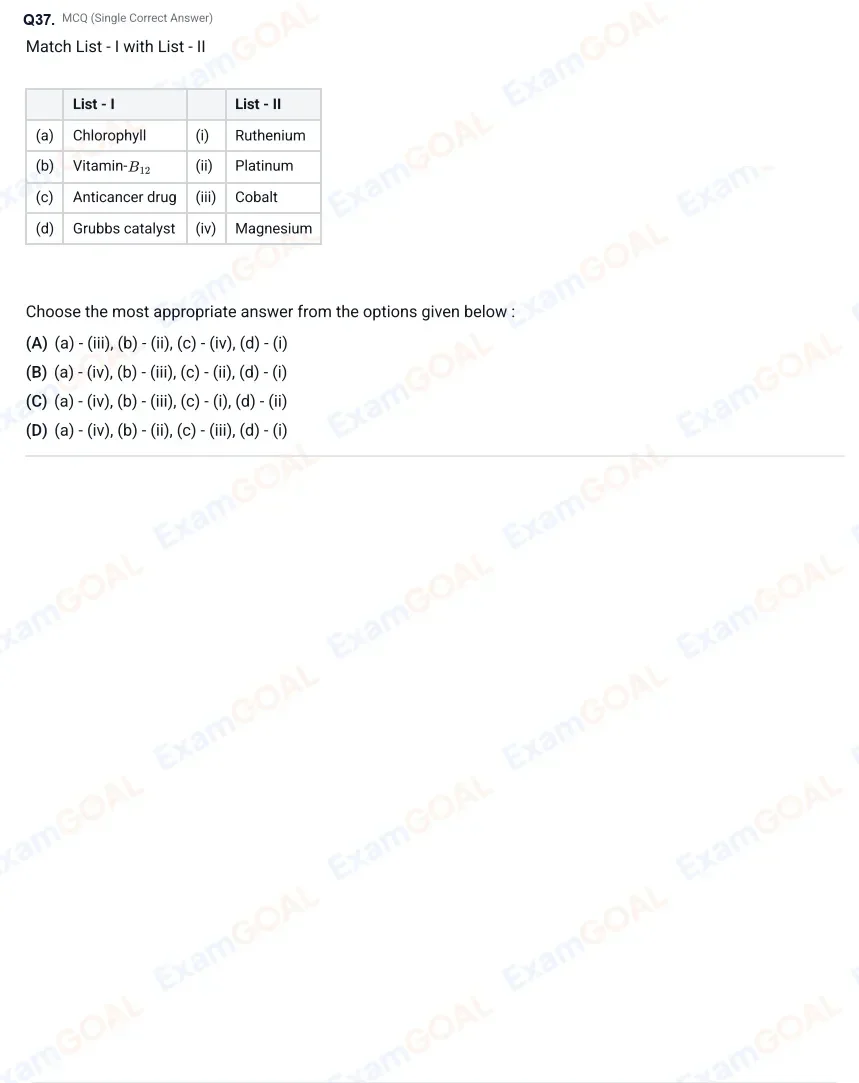 Q37. MCQ (Single Correct Answer)
Match List - I with List - II
List - I List - II
(a) Chlorophyll (i) Ruthenium
(b) Vitamin-B₁₂ (ii) Platinum
(c) Anticancer drug (iii) Cobalt
(d) Grubbs catalyst (iv) Magnesium
Choose the most appropriate answer from the options given below :
(A) (a) - (iii), (b) - (ii), (c) - (iv), (d) - (i)
(B) (a) - (iv), (b) - (iii), (c) - (ii), (d) - (i)
(C) (a) - (iv), (b) - (iii), (c) - (i), (d) - (ii)
(D) (a) - (iv), (b) - (ii), (c) - (iii), (d) - (i)
ExamGOAL